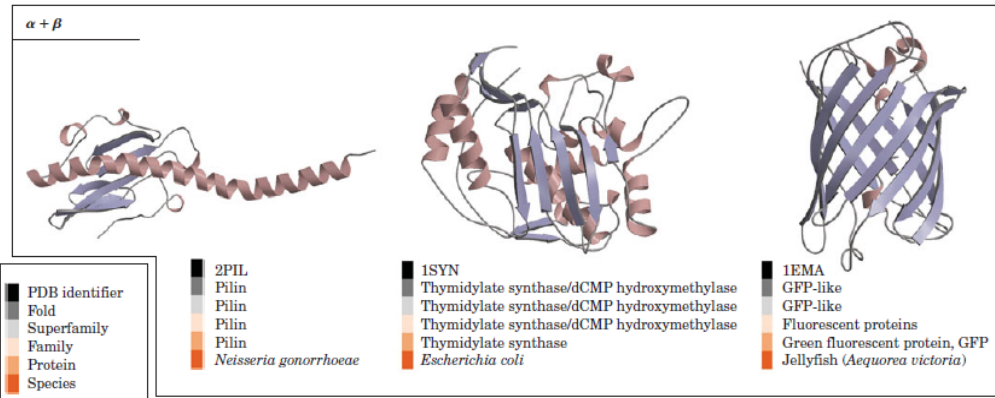 α + β
PDB identifier
Fold
Superfamily
Family
Protein
Species
2PIL
Pilin
Pilin
Pilin
Pilin
Neisseria gonorrhoeae
1SYN
Thymidylate synthase/dCMP hydroxymethylase
Thymidylate synthase/dCMP hydroxymethylase
Thymidylate synthase/dCMP hydroxymethylase
Thymidylate synthase
Escherichia coli
1EMA
GFP-like
GFP-like
Fluorescent proteins
Green fluorescent protein, GFP
Jellyfish (Aequorea victoria)